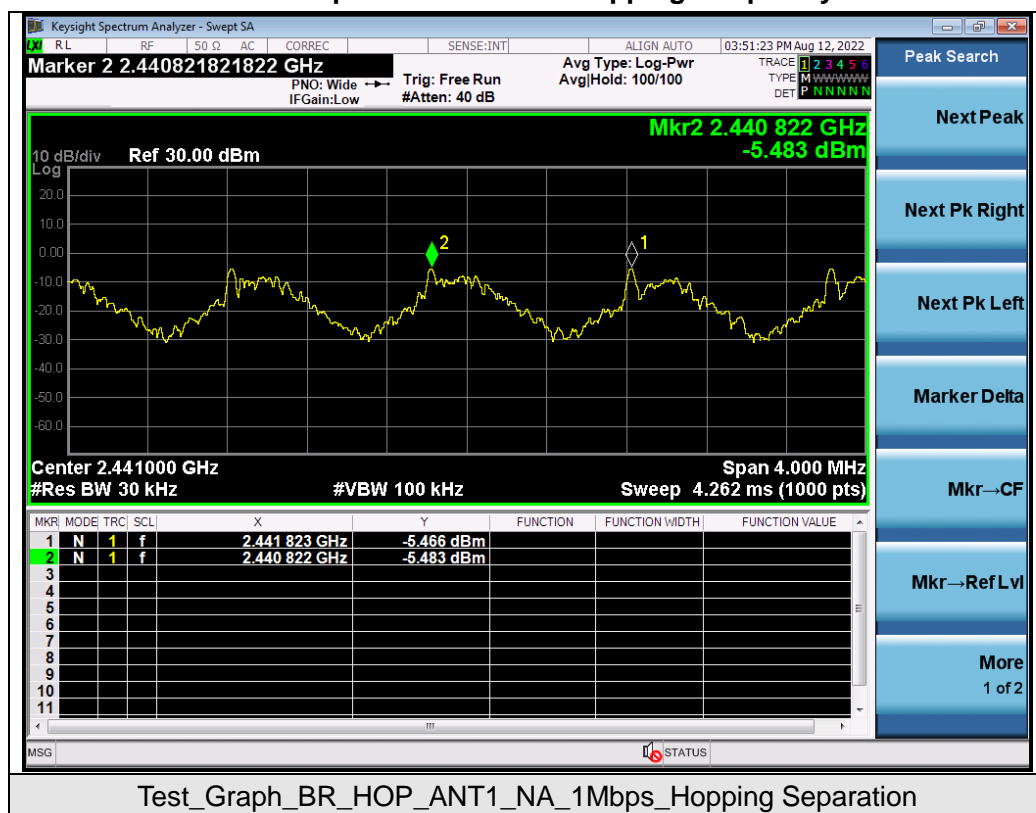 Keysight Spectrum Analyzer - Swept SA
LXI RL RF 50 Ω AC CORREC SENSE:INT ALIGN AUTO 03:51:23 PM Aug 12, 2022
Marker 2 2.440821821822 GHz
PNO: Wide
IFGain:Low
Trig: Free Run
#Atten: 40 dB
Avg Type: Log-Pwr
Avg|Hold: 100/100
TRACE 1 2 3 4 5 6
TYPE M WWWWW
DET P N N N N N
Peak Search
Mkr2 2.440 822 GHz
-5.483 dBm
10 dB/div Ref 30.00 dBm
Log
20.0
10.0
0.00
-10.0
-20.0
-30.0
-40.0
-50.0
-60.0
2
1
Center 2.441000 GHz Span 4.000 MHz
#Res BW 30 kHz #VBW 100 kHz Sweep 4.262 ms (1000 pts)
MKR MODE TRC SCL X Y FUNCTION FUNCTION WIDTH FUNCTION VALUE
1 N 1 f 2.441 823 GHz -5.466 dBm
2 N 1 f 2.440 822 GHz -5.483 dBm
3
4
5
6
7
8
9
10
11
Next Peak
Next Pk Right
Next Pk Left
Marker Delta
Mkr→CF
Mkr→Ref Lvl
More
1 of 2
MSG STATUS
Test_Graph_BR_HOP_ANT1_NA_1Mbps_Hopping Separation